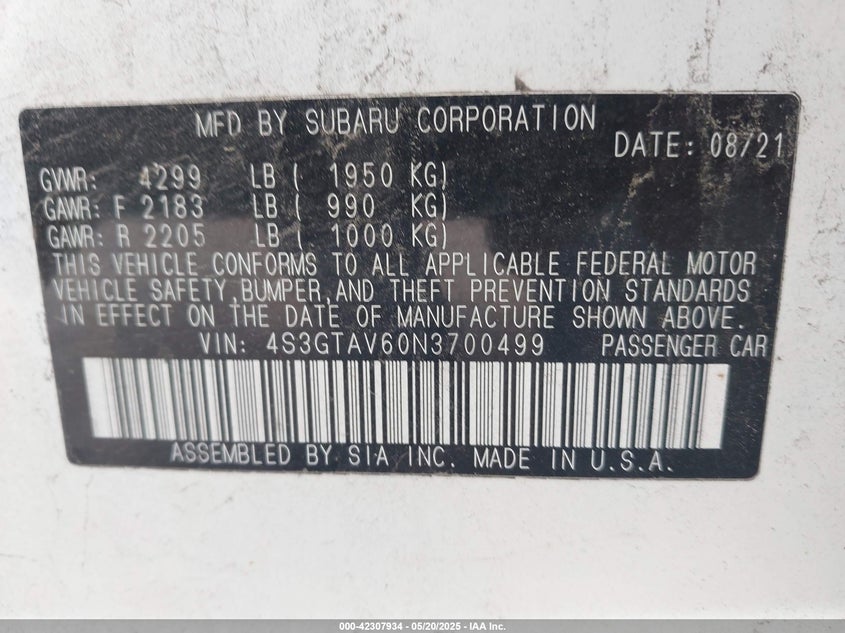 MFD BY SUBARU CORPORATION
DATE: 08/21
GVWR: 4299 LB ( 1950 KG)
GAWR: F 2183 LB ( 990 KG)
GAWR: R 2205 LB ( 1000 KG)
THIS VEHICLE CONFORMS TO ALL APPLICABLE FEDERAL MOTOR
VEHICLE SAFETY,BUMPER,AND THEFT PREVENTION STANDARDS
IN EFFECT ON THE DATE OF MANUFACTURE SHOWN ABOVE.
VIN: 4S3GTAV60N3700499 PASSENGER CAR
ASSEMBLED BY SIA INC. MADE IN U.S.A.
000-42307934 - 05/20/2025 - IAA Inc.